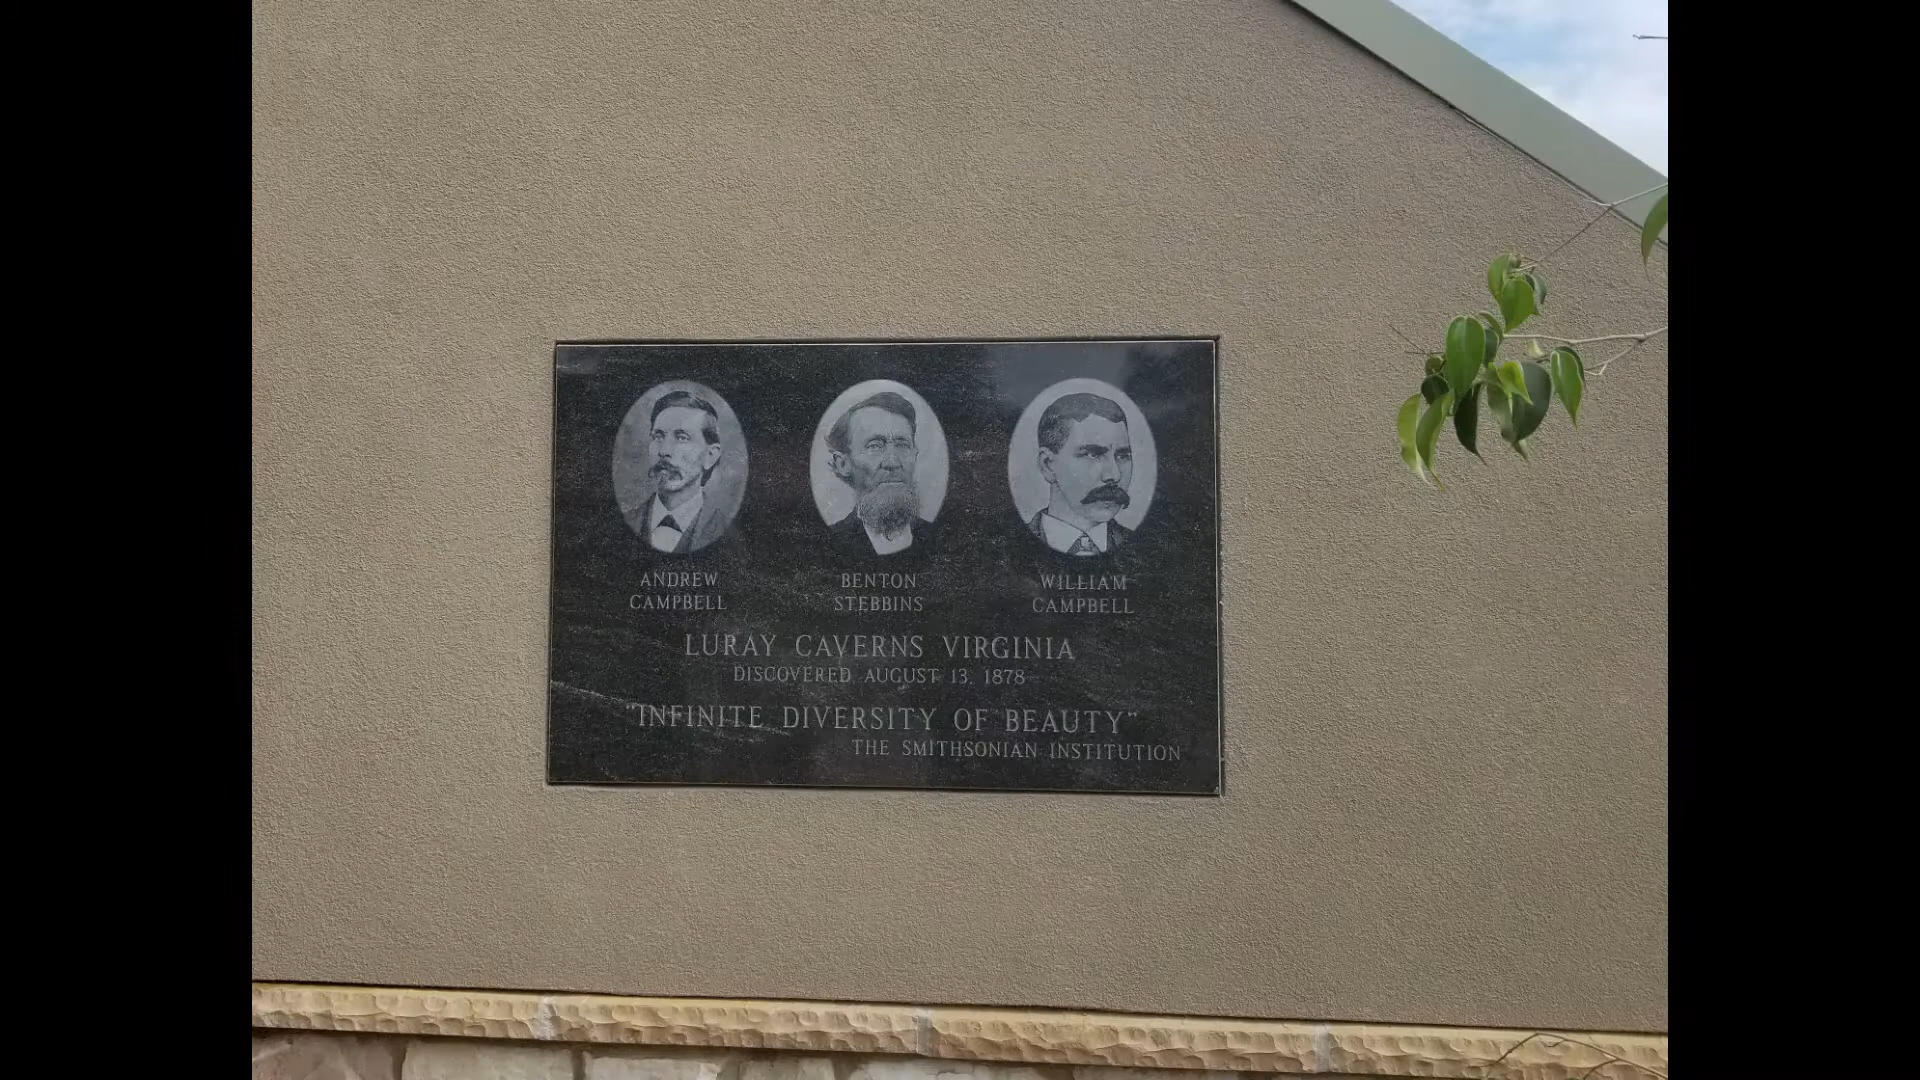 ANDREW CAMPBELL
BENTON STEBBINS
WILLIAM CAMPBELL
LURAY CAVERNS VIRGINIA
DISCOVERED AUGUST 13, 1878
"INFINITE DIVERSITY OF BEAUTY"
THE SMITHSONIAN INSTITUTION